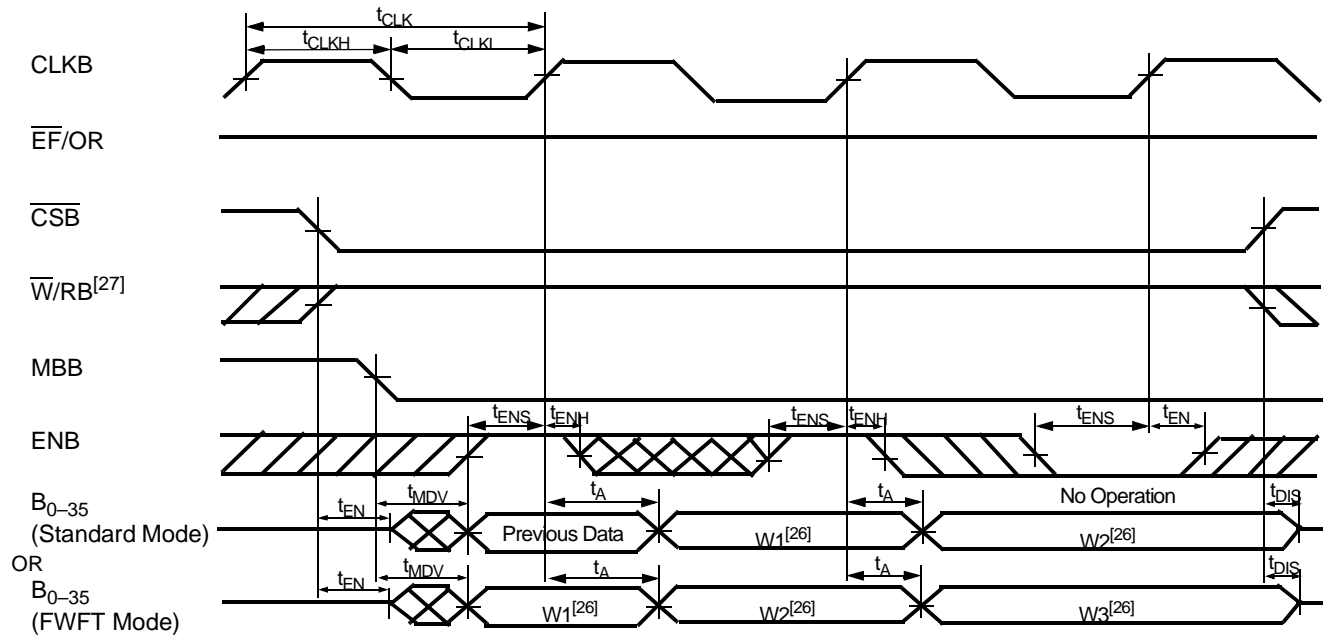 tCLK
tCLKH tCLKL
CLKB
EF/OR
CSB
W/RB[27]
MBB
tENS tENH tENS tENH tENS tEN
ENB
No Operation
B0–35
(Standard Mode)
tEN tMDV tA tA tDIS
Previous Data W1[26] W2[26]
OR
B0–35
(FWFT Mode)
tEN tMDV tA tA tDIS
W1[26] W2[26] W3[26]